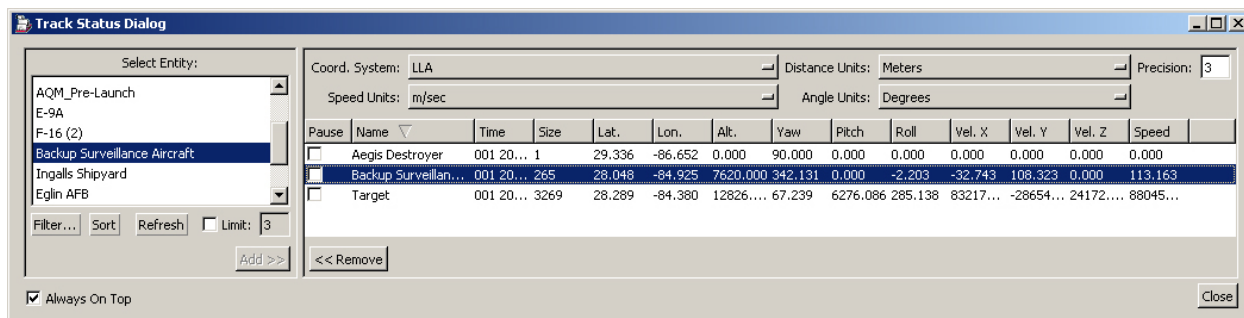 Track Status Dialog
Select Entity:
AQM_Pre-Launch
E-9A
F-16 (2)
Backup Surveillance Aircraft
Ingalls Shipyard
Eglin AFB
Filter... Sort Refresh Limit: 3
Add >>
Always On Top
Coord. System: LLA Distance Units: Meters Precision: 3
Speed Units: m/sec Angle Units: Degrees
Pause Name Time Size Lat. Lon. Alt. Yaw Pitch Roll Vel. X Vel. Y Vel. Z Speed
Aegis Destroyer 001 20... 1 29.336 -86.652 0.000 90.000 0.000 0.000 0.000 0.000 0.000 0.000
Backup Surveillan... 001 20... 265 28.048 -84.925 7620.000 342.131 0.000 -2.203 -32.743 108.323 0.000 113.163
Target 001 20... 3269 28.289 -84.380 12826.... 67.239 6276.086 285.138 83217... -28654... 24172.... 88045...
<< Remove
Close